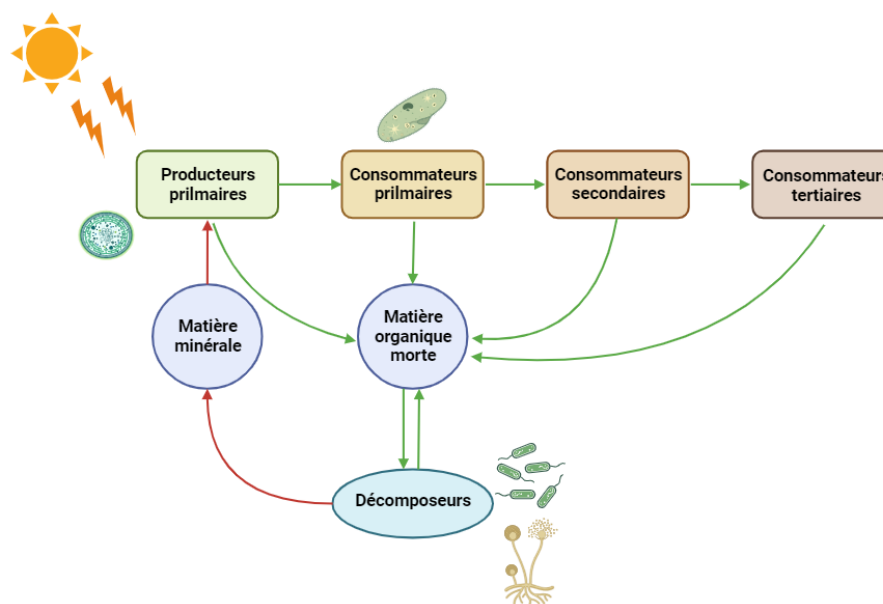 Producteurs
prilmaires
Consommateurs
prilmaires
Consommateurs
secondaires
Consommateurs
tertiaires
Matière
minérale
Matière
organique
morte
Décomposeurs